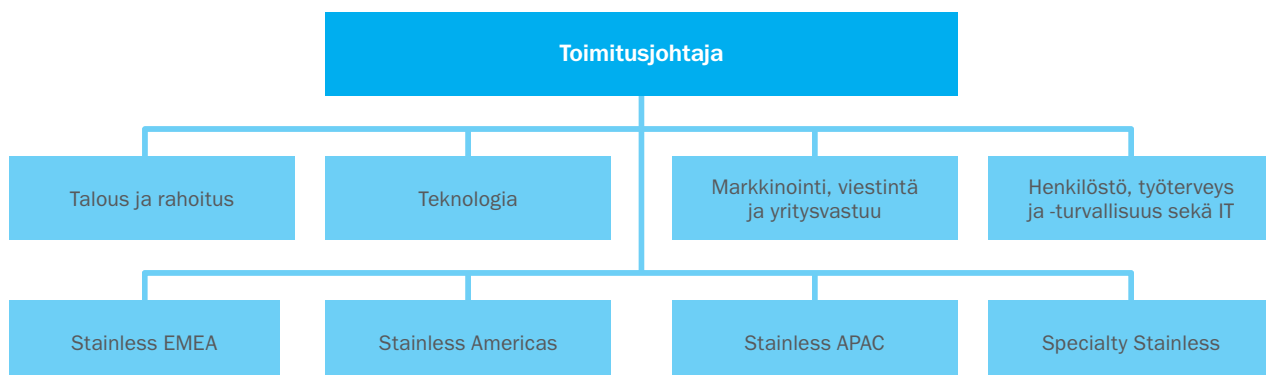 Toimitusjohtaja
Talous ja rahoitus
Teknologia
Markkinointi, viestintä
ja yritysvastuu
Henkilöstö, työterveys
ja -turvallisuus sekä IT
Stainless EMEA
Stainless Americas
Stainless APAC
Specialty Stainless